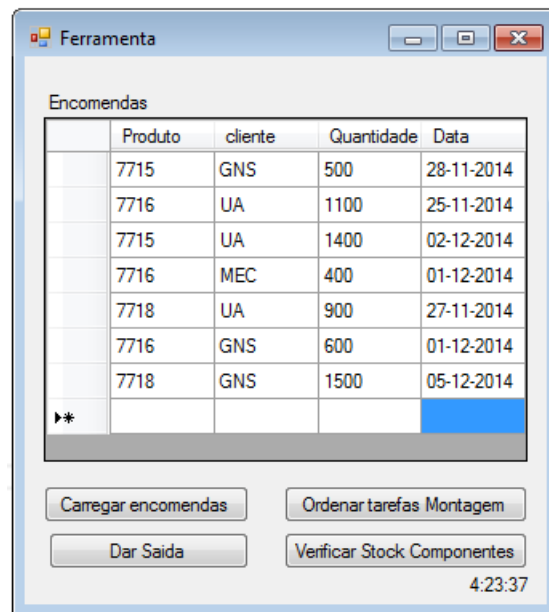 Ferramenta
Encomendas
Produto cliente Quantidade Data
7715 GNS 500 28-11-2014
7716 UA 1100 25-11-2014
7715 UA 1400 02-12-2014
7716 MEC 400 01-12-2014
7718 UA 900 27-11-2014
7716 GNS 600 01-12-2014
7718 GNS 1500 05-12-2014
Carregar encomendas Ordenar tarefas Montagem
Dar Saida Verificar Stock Componentes
4:23:37